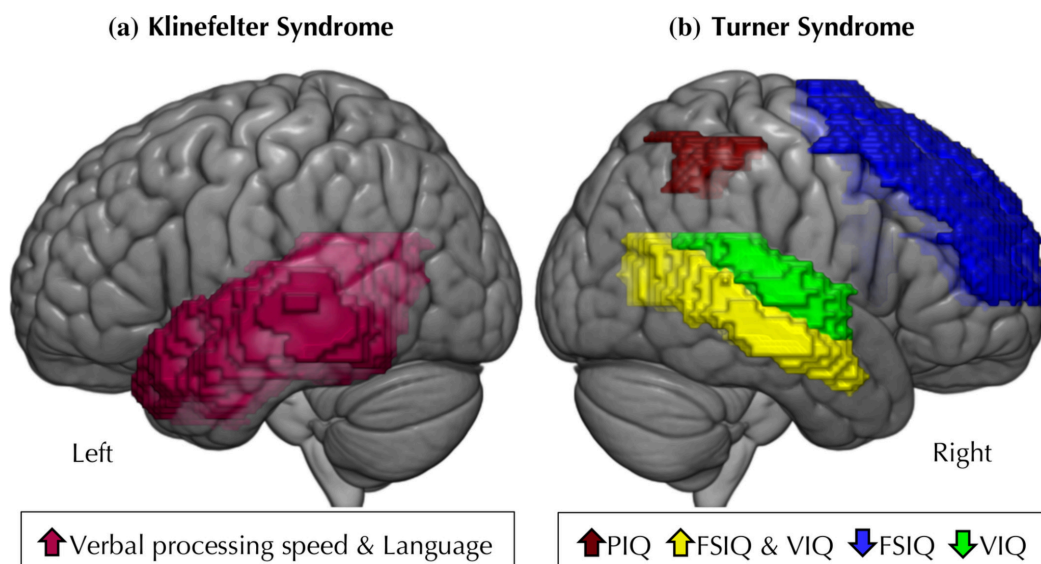 (a) Klinefelter Syndrome
(b) Turner Syndrome
Left
Right
Verbal processing speed & Language
PIQ FSIQ & VIQ FSIQ VIQ